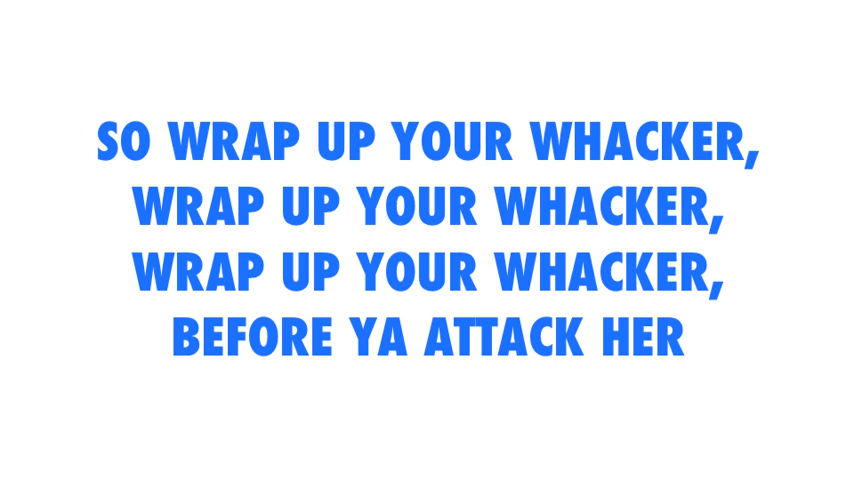 SO WRAP UP YOUR WHACKER,
WRAP UP YOUR WHACKER,
WRAP UP YOUR WHACKER,
BEFORE YA ATTACK HER